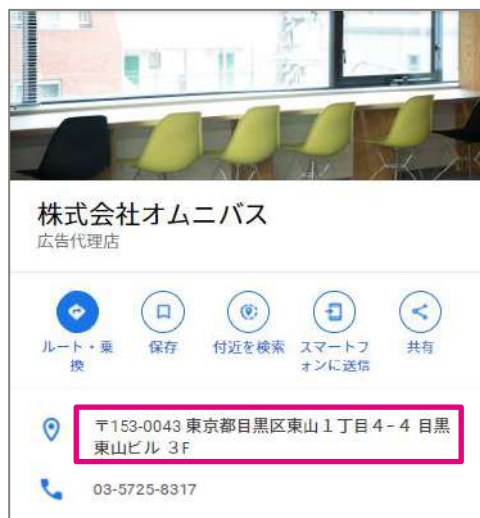 株式会社オムニバス
広告代理店
ルート・乗
換
保存
付近を検索
スマートフ
ォンに送信
共有
〒153-0043 東京都目黒区東山１丁目４−４ 目黒
東山ビル ３F
03-5725-8317